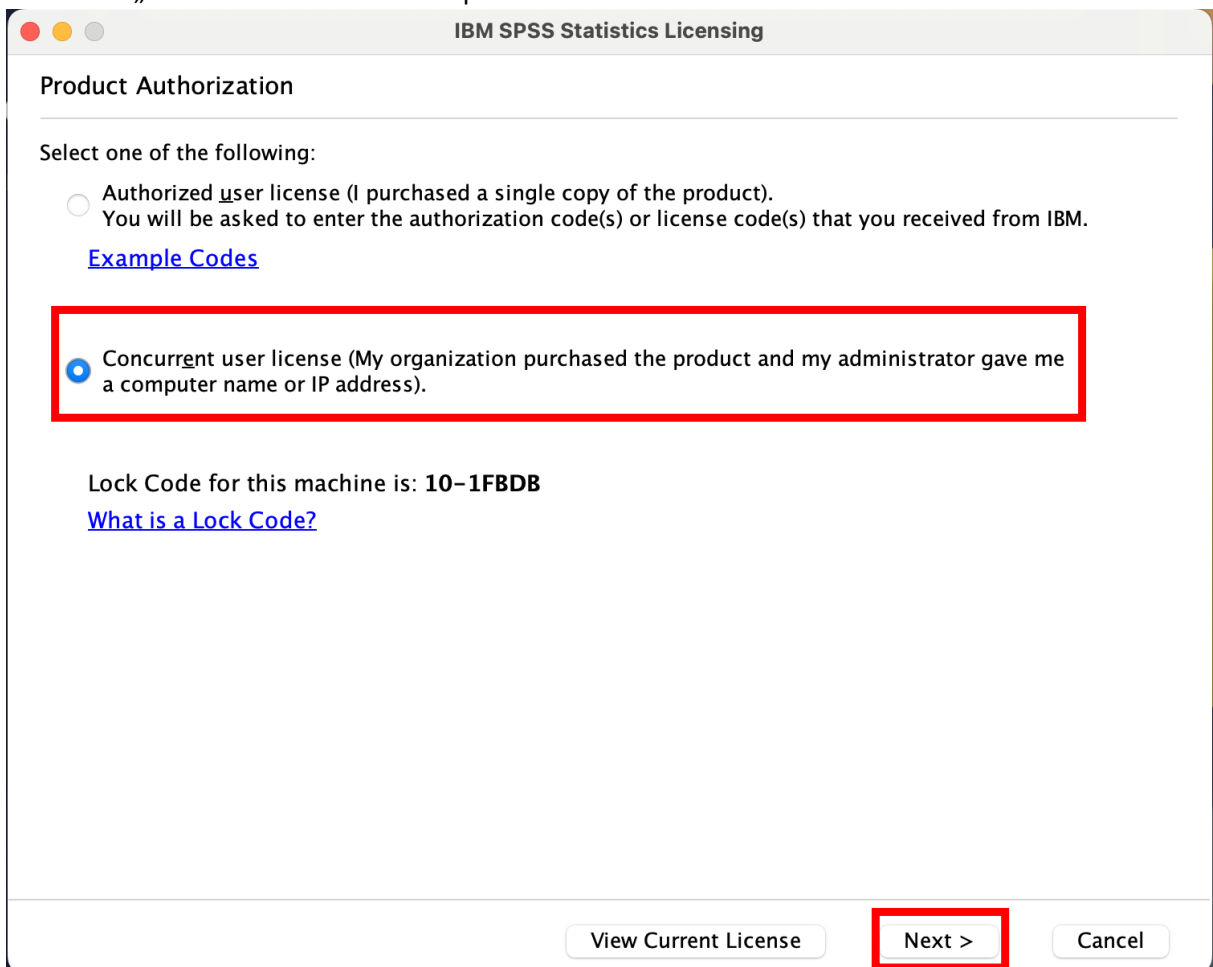 „
IBM SPSS Statistics Licensing
Product Authorization
Select one of the following:
Authorized user license (I purchased a single copy of the product).
You will be asked to enter the authorization code(s) or license code(s) that you received from IBM.
Example Codes
Concurrent user license (My organization purchased the product and my administrator gave me
a computer name or IP address).
Lock Code for this machine is: 10-1FBDB
What is a Lock Code?
View Current License
Next >
Cancel